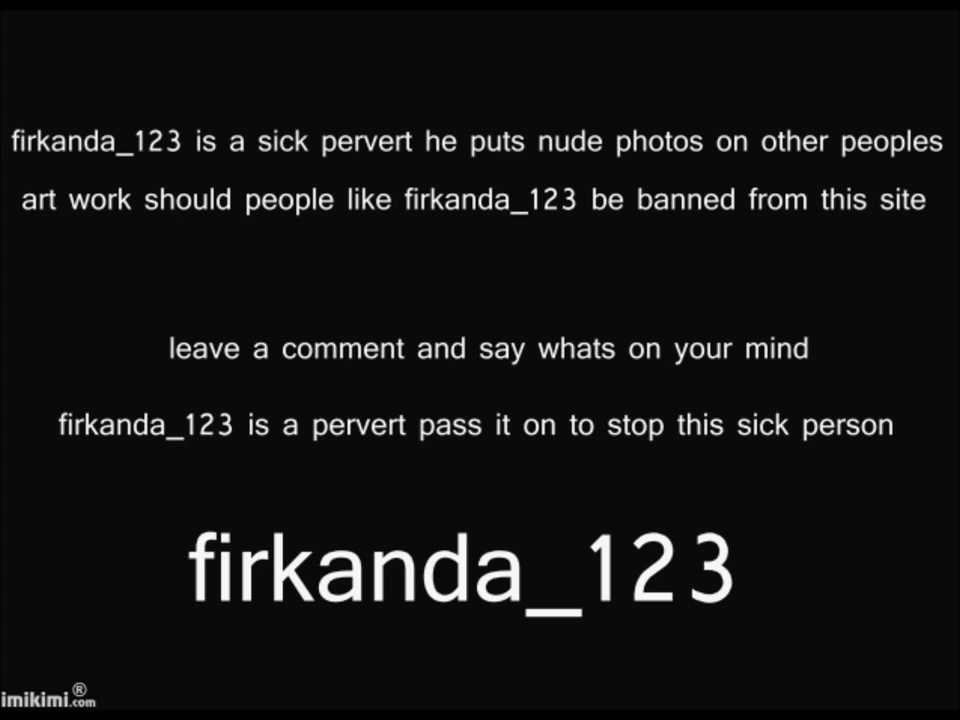 firkanda_123 is a sick pervert he puts nude photos on other peoples
art work should people like firkanda_123 be banned from this site
leave a comment and say whats on your mind
firkanda_123 is a pervert pass it on to stop this sick person
firkanda_123
imikimi.com®